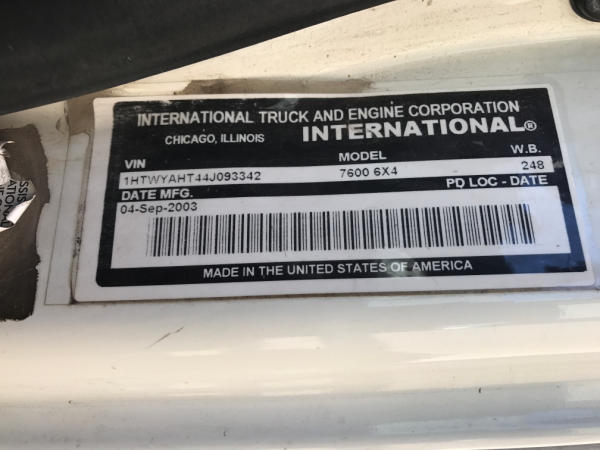 INTERNATIONAL TRUCK AND ENGINE CORPORATION
CHICAGO, ILLINOIS INTERNATIONAL®
VIN MODEL W.B.
1HTWYAHT44J093342 7600 6X4 248
DATE MFG. PD LOC - DATE
04-Sep-2003
MADE IN THE UNITED STATES OF AMERICA